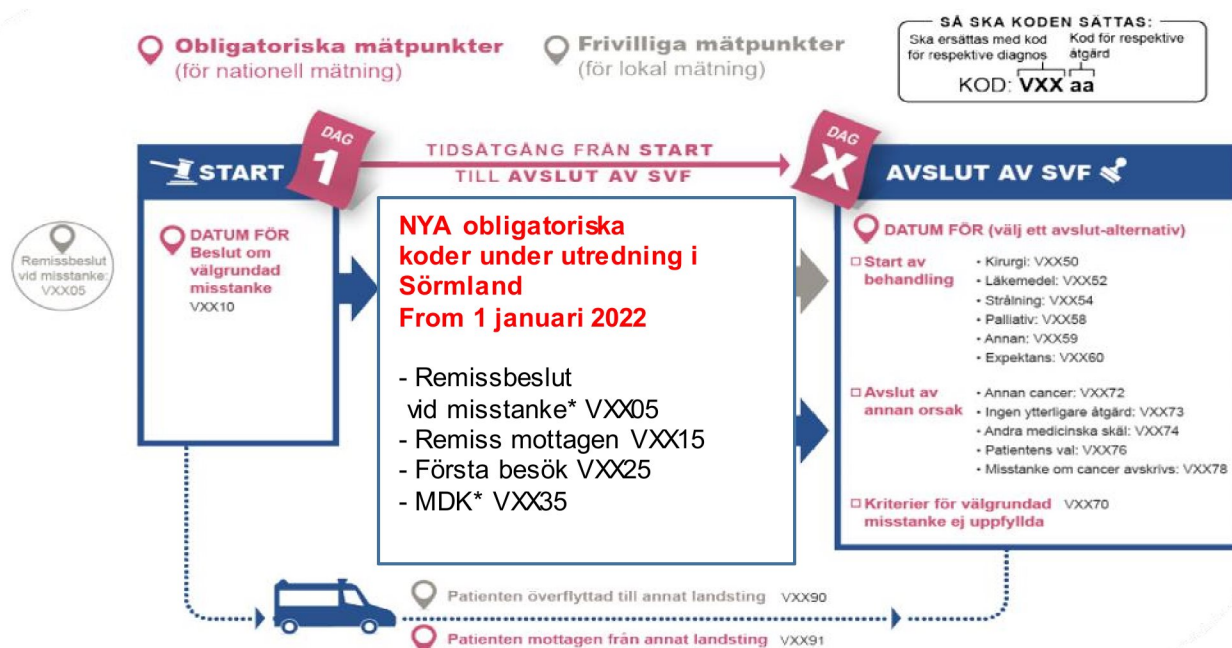 Obligatoriska mätpunkter
(för nationell mätning)
Frivilliga mätpunkter
(för lokal mätning)
SÅ SKA KODEN SÄTTAS:
Ska ersättas med kod
för respektive diagnos
Kod för respektive
åtgärd
KOD: VXX aa
START
DAG
1
TIDSÅTGÅNG FRÅN START
TILL AVSLUT AV SVF
DAG
X
AVSLUT AV SVF
Remissbeslut
vid misstanke:
VXX05
DATUM FÖR
Beslut om
välgrundad
misstanke
VXX10
NYA obligatoriska
koder under utredning i
Sörmland
From 1 januari 2022
- Remissbeslut
vid misstanke* VXX05
- Remiss mottagen VXX15
- Första besök VXX25
- MDK* VXX35
DATUM FÖR (välj ett avslut-alternativ)
Start av
behandling
• Kirurgi: VXX50
• Läkemedel: VXX52
• Strålning: VXX54
• Palliativ: VXX58
• Annan: VXX59
• Expektans: VXX60
Avslut av
annan orsak
• Annan cancer: VXX72
• Ingen ytterligare åtgärd: VXX73
• Andra medicinska skäl: VXX74
• Patientens val: VXX76
• Misstanke om cancer avskrivs: VXX78
Kriterier för välgrundad VXX70
misstanke ej uppfyllda
Patienten överflyttad till annat landsting VXX90
Patienten mottagen från annat landsting VXX91